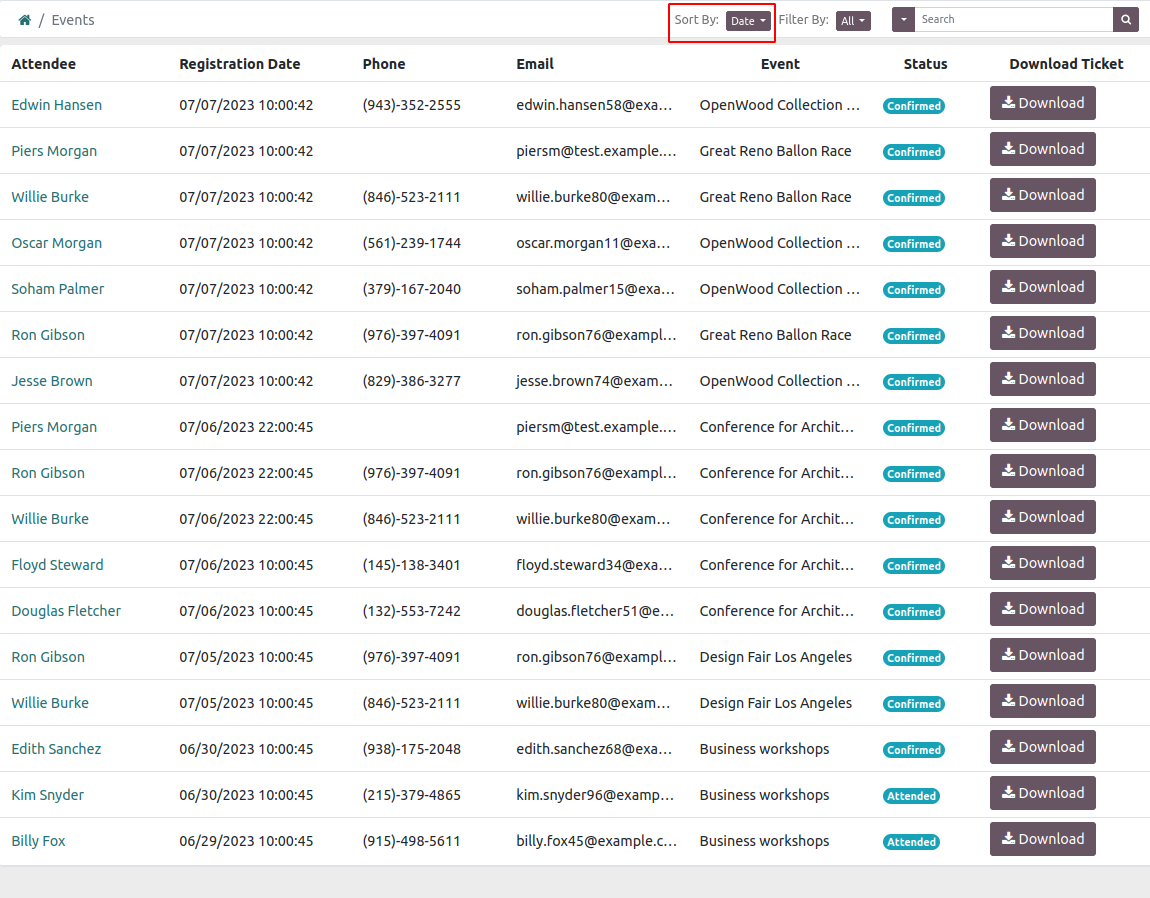 / Events Sort By: Date Filter By: All Search
Attendee Registration Date Phone Email Event Status Download Ticket
Edwin Hansen 07/07/2023 10:00:42 (943)-352-2555 edwin.hansen58@exa... OpenWood Collection ... Confirmed Download
Piers Morgan 07/07/2023 10:00:42 piersm@test.example.... Great Reno Ballon Race Confirmed Download
Willie Burke 07/07/2023 10:00:42 (846)-523-2111 willie.burke80@exam... Great Reno Ballon Race Confirmed Download
Oscar Morgan 07/07/2023 10:00:42 (561)-239-1744 oscar.morgan11@exa... OpenWood Collection ... Confirmed Download
Soham Palmer 07/07/2023 10:00:42 (379)-167-2040 soham.palmer15@exa... OpenWood Collection ... Confirmed Download
Ron Gibson 07/07/2023 10:00:42 (976)-397-4091 ron.gibson76@exampl... Great Reno Ballon Race Confirmed Download
Jesse Brown 07/07/2023 10:00:42 (829)-386-3277 jesse.brown74@exam... OpenWood Collection ... Confirmed Download
Piers Morgan 07/06/2023 22:00:45 piersm@test.example.... Conference for Archit... Confirmed Download
Ron Gibson 07/06/2023 22:00:45 (976)-397-4091 ron.gibson76@exampl... Conference for Archit... Confirmed Download
Willie Burke 07/06/2023 22:00:45 (846)-523-2111 willie.burke80@exam... Conference for Archit... Confirmed Download
Floyd Steward 07/06/2023 10:00:45 (145)-138-3401 floyd.steward34@exa... Conference for Archit... Confirmed Download
Douglas Fletcher 07/06/2023 10:00:45 (132)-553-7242 douglas.fletcher51@e... Conference for Archit... Confirmed Download
Ron Gibson 07/05/2023 10:00:45 (976)-397-4091 ron.gibson76@exampl... Design Fair Los Angeles Confirmed Download
Willie Burke 07/05/2023 10:00:45 (846)-523-2111 willie.burke80@exam... Design Fair Los Angeles Confirmed Download
Edith Sanchez 06/30/2023 10:00:45 (938)-175-2048 edith.sanchez68@exa... Business workshops Confirmed Download
Kim Snyder 06/30/2023 10:00:45 (215)-379-4865 kim.snyder96@examp... Business workshops Attended Download
Billy Fox 06/29/2023 10:00:45 (915)-498-5611 billy.fox45@example.c... Business workshops Attended Download